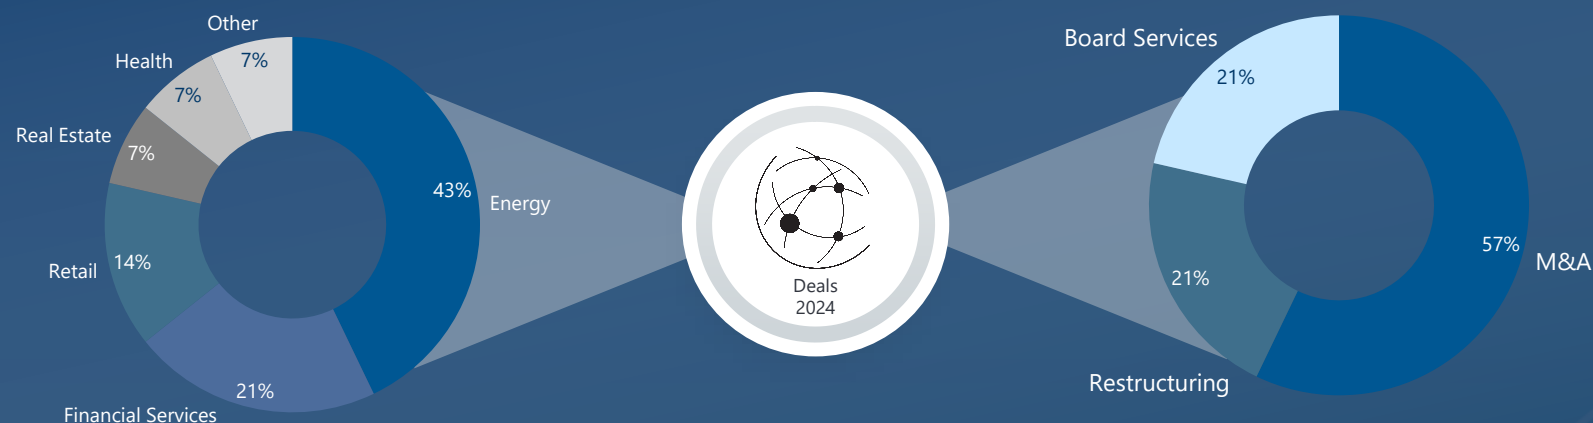 Other
7%
Health
7%
Real Estate
7%
43%
Energy
Retail
14%
21%
Financial Services
Deals
2024
Board Services
21%
57%
M&A
21%
Restructuring